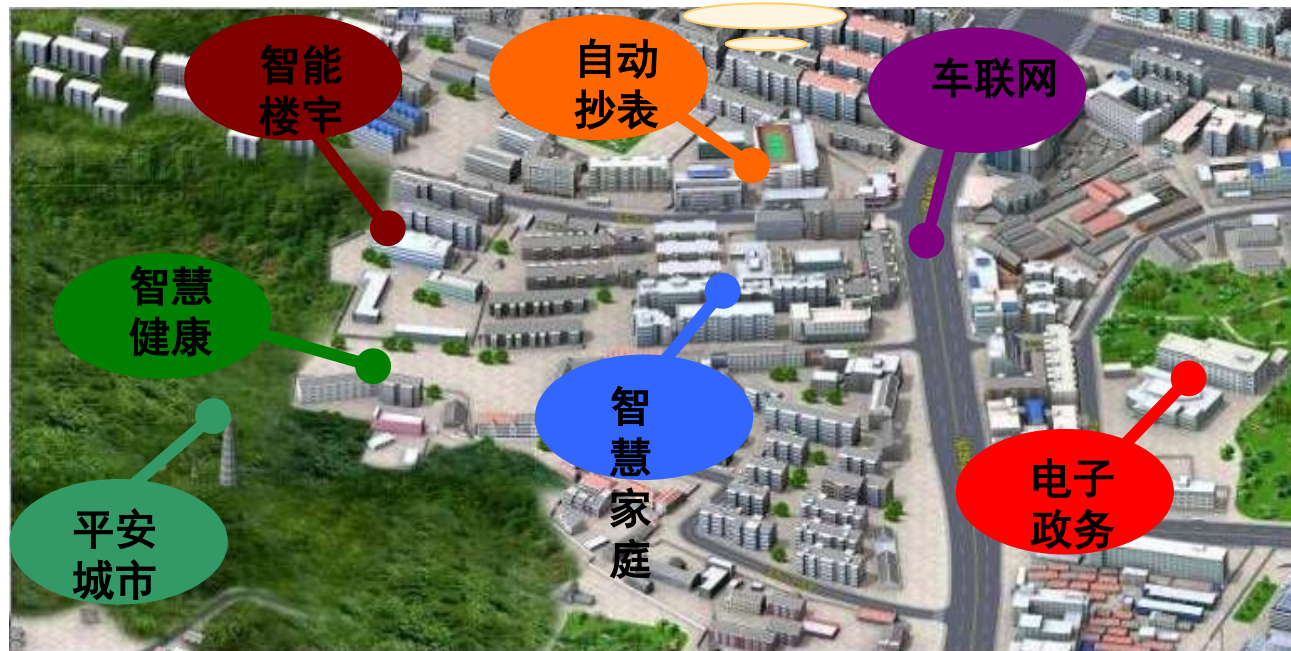 智能
楼宇
自动
抄表
车联网
智慧
健康
智
慧
家
庭
平安
城市
电子
政务